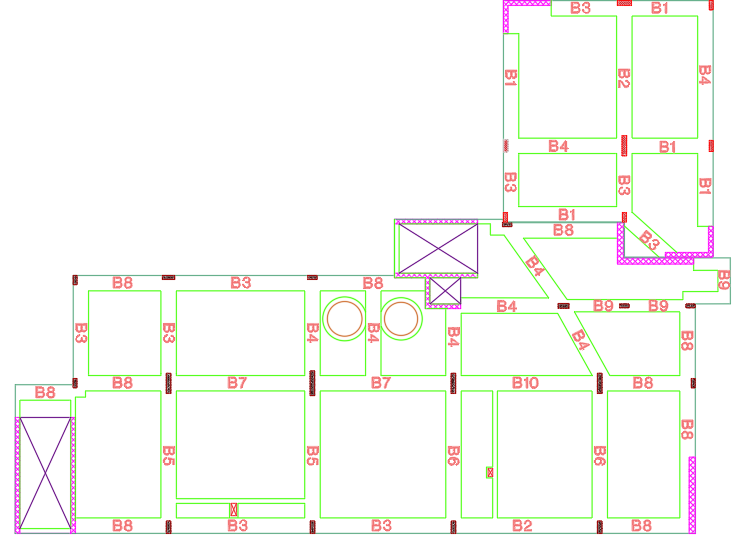 B3 B1
B1 B2 B4
B4 B1
B3 B3 B1
B1
B8
B3
B4
B9
B8 B3 B8
B4 B9 B9
B3 B3 B4 B4 B4 B4 B8
B8 B7 B7 B10 B8
B8
B5 B5 B6 B6 B8
B8 B3 B3 B2 B8